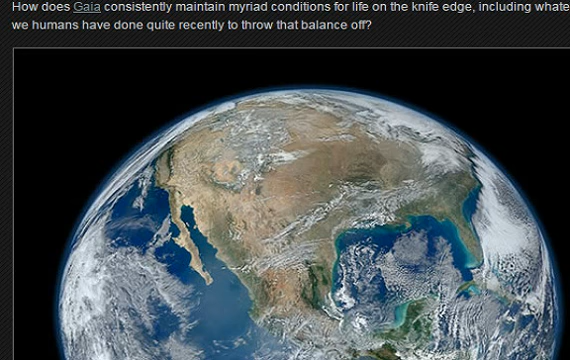 How does Gaia consistently maintain myriad conditions for life on the knife edge, including whate
we humans have done quite recently to throw that balance off?